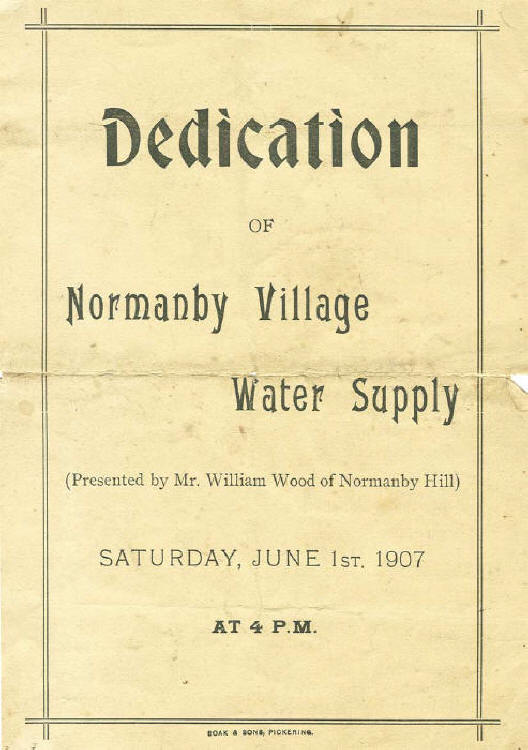 Dedication
OF
Normanby Village
Water Supply
(Presented by Mr. William Wood of Normanby Hill)
SATURDAY, JUNE 1ST. 1907
AT 4 P.M.
BOAK & SONS, PICKERING.